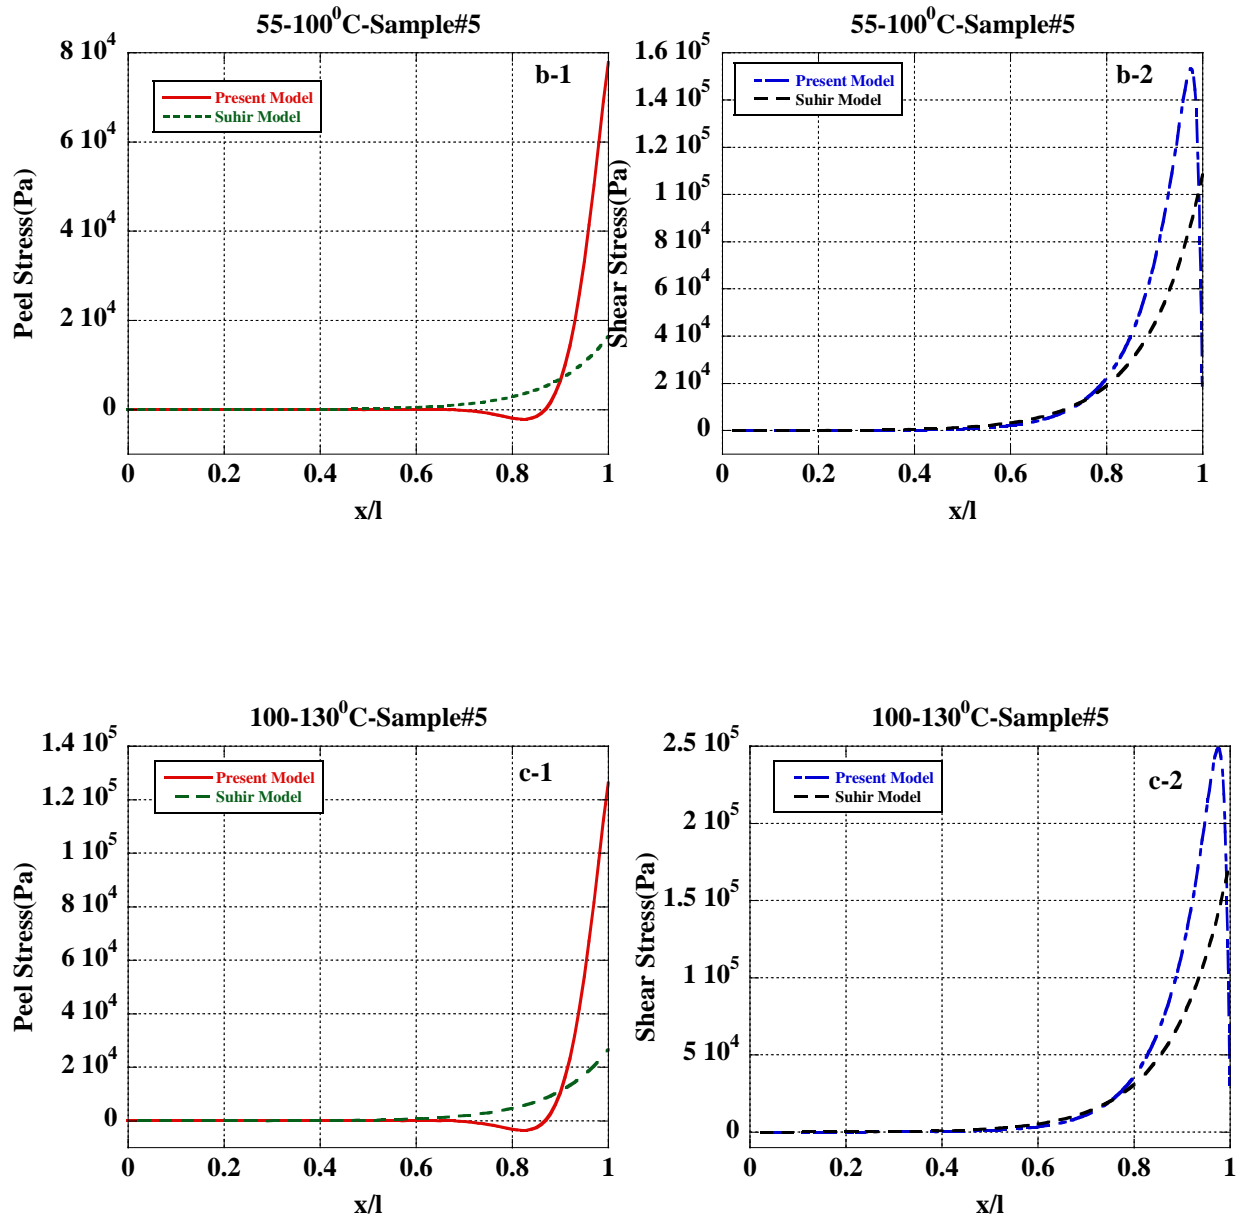 55-100⁰C-Sample#5
b-1
Present Model
Suhir Model
8 10⁴
6 10⁴
4 10⁴
2 10⁴
0
Peel Stress(Pa)
0 0.2 0.4 0.6 0.8 1
x/l
55-100⁰C-Sample#5
b-2
Present Model
Suhir Model
1.6 10⁵
1.4 10⁵
1.2 10⁵
1 10⁵
8 10⁴
6 10⁴
4 10⁴
2 10⁴
0
Shear Stress(Pa)
0 0.2 0.4 0.6 0.8 1
x/l
100-130⁰C-Sample#5
c-1
Present Model
Suhir Model
1.4 10⁵
1.2 10⁵
1 10⁵
8 10⁴
6 10⁴
4 10⁴
2 10⁴
0
Peel Stress(Pa)
0 0.2 0.4 0.6 0.8 1
x/l
100-130⁰C-Sample#5
c-2
Present Model
Suhir Model
2.5 10⁵
2 10⁵
1.5 10⁵
1 10⁵
5 10⁴
0
Shear Stress(Pa)
0 0.2 0.4 0.6 0.8 1
x/l